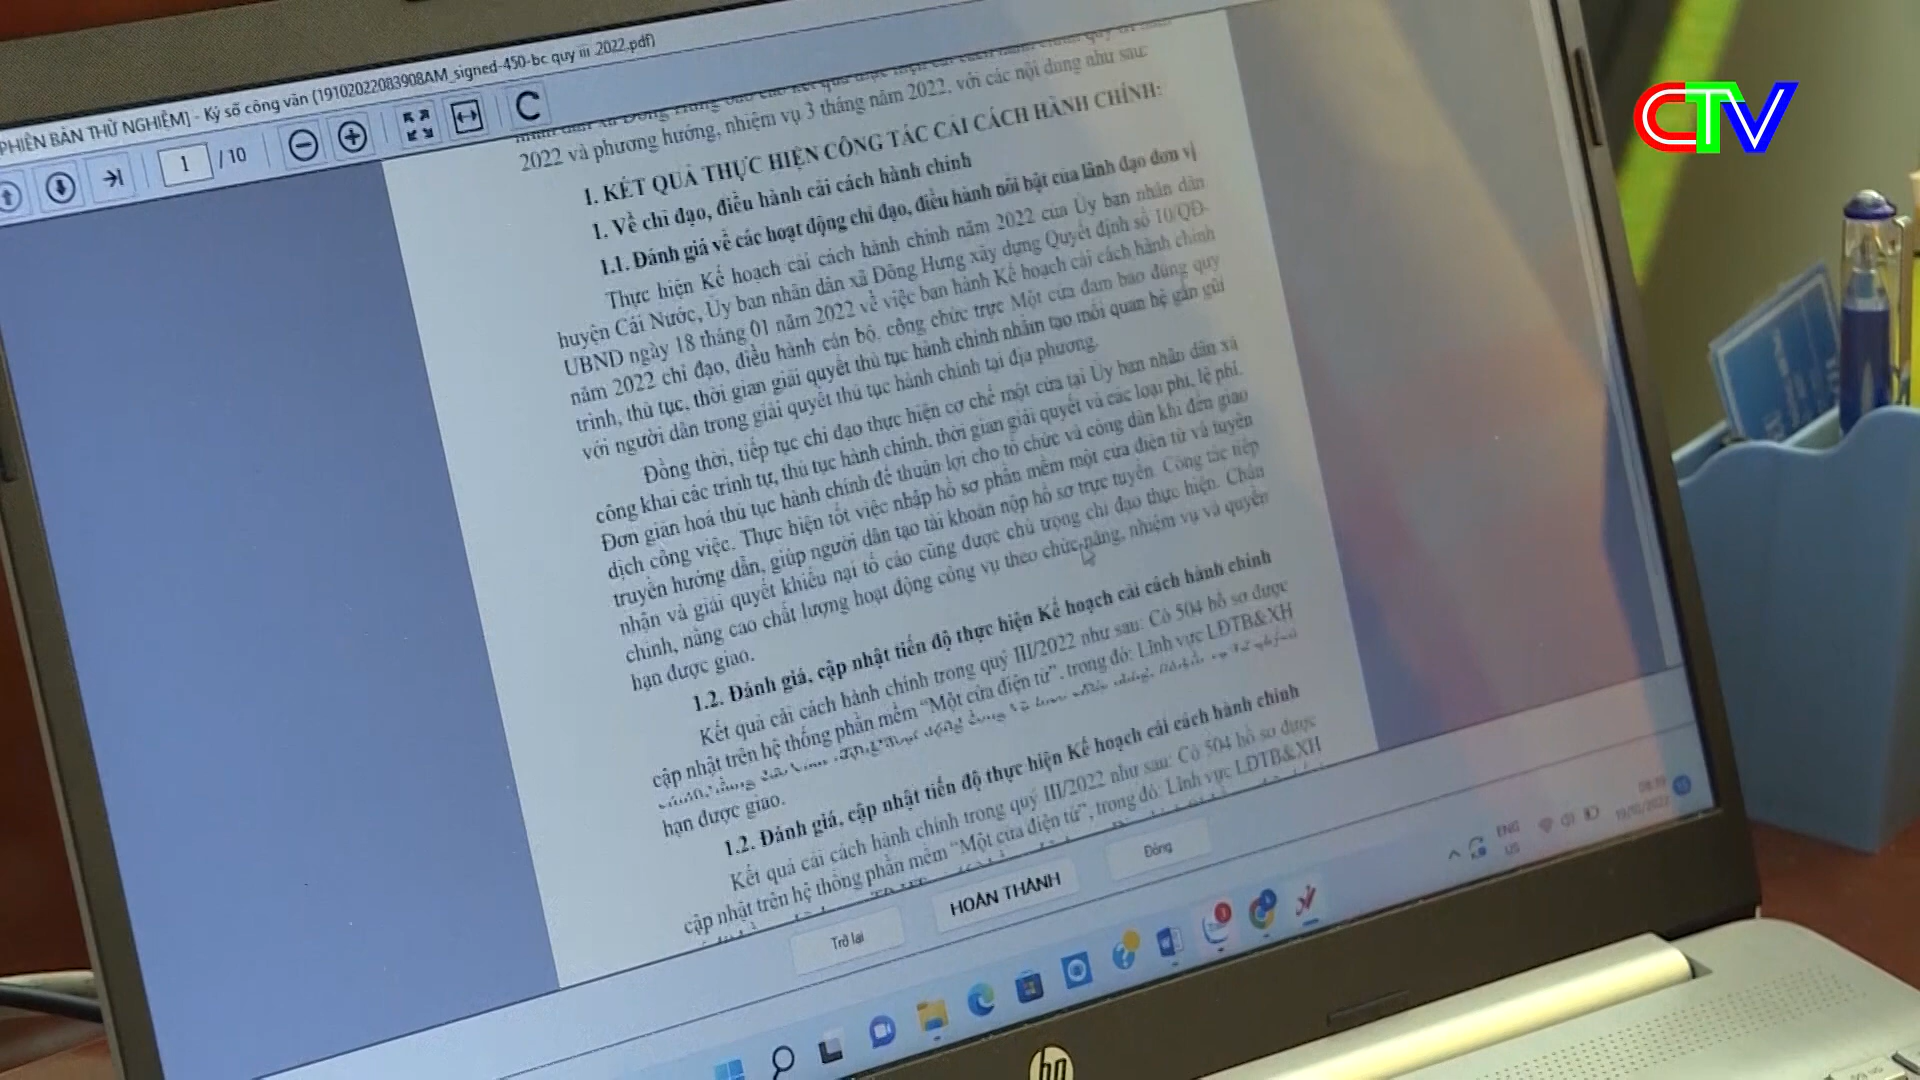 PHIÊN BẢN THỬ NGHIỆM] - Ký số công văn (19102022083908AM_signed-450-bc quy iii 2022.pdf)
1 / 10
CTV
2022 và phương hướng, nhiệm vụ 3 tháng năm 2022, với các nội dung như sau:
I. KẾT QUẢ THỰC HIỆN CÔNG TÁC CẢI CÁCH HÀNH CHÍNH:
1. Về chỉ đạo, điều hành cải cách hành chính
1.1. Đánh giá về các hoạt động chỉ đạo, điều hành nổi bật của lãnh đạo đơn vị
Thực hiện Kế hoạch cải cách hành chính năm 2022 của Ủy ban nhân dân
huyện Cái Nước, Ủy ban nhân dân xã Đông Hưng xây dựng Quyết định số 10/QĐ-
UBND ngày 18 tháng 01 năm 2022 về việc ban hành Kế hoạch cải cách hành chính
năm 2022 chỉ đạo, điều hành cán bộ, công chức trực Một cửa đảm bảo đúng quy
trình, thủ tục, thời gian giải quyết thủ tục hành chính nhằm tạo mối quan hệ gần gũi
với người dân trong giải quyết thủ tục hành chính tại địa phương.
Đồng thời, tiếp tục chỉ đạo thực hiện cơ chế một cửa tại Ủy ban nhân dân xã
công khai các trình tự, thủ tục hành chính, thời gian giải quyết và các loại phí, lệ phí.
Đơn giản hoá thủ tục hành chính để thuận lợi cho tổ chức và công dân khi đến giao
dịch công việc. Thực hiện tốt việc nhập hồ sơ phần mềm một cửa điện tử và tuyên
truyền hướng dẫn, giúp người dân tạo tài khoản nộp hồ sơ trực tuyến. Công tác tiếp
nhận và giải quyết khiếu nại tố cáo cũng được chú trọng chỉ đạo thực hiện. Chấn
chỉnh, nâng cao chất lượng hoạt động công vụ theo chức năng, nhiệm vụ và quyền
hạn được giao.
1.2. Đánh giá, cập nhật tiến độ thực hiện Kế hoạch cải cách hành chính
Kết quả cải cách hành chính trong quý III/2022 như sau: Có 504 hồ sơ được
cập nhật trên hệ thống phần mềm “Một cửa điện tử”, trong đó: Lĩnh vực LĐTB&XH
hạn được giao.
1.2. Đánh giá, cập nhật tiến độ thực hiện Kế hoạch cải cách hành chính
Kết quả cải cách hành chính trong quý III/2022 như sau: Có 504 hồ sơ được
cập nhật trên hệ thống phần mềm “Một cửa điện tử”, trong đó: Lĩnh vực LĐTB&XH
Trở lại
HOÀN THÀNH
Đóng
ENG
US
hp